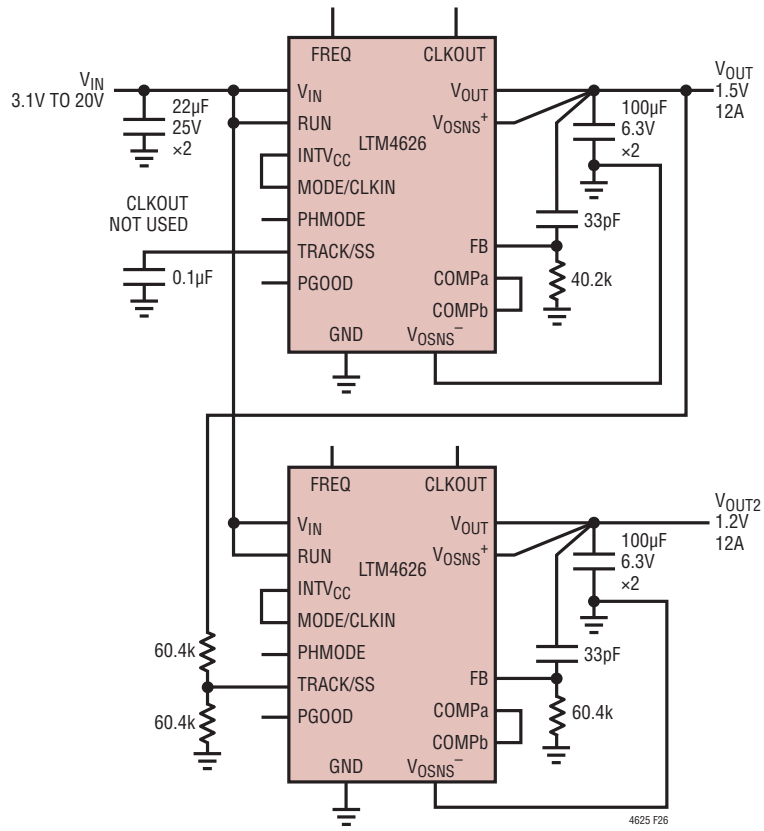 FREQ
CLKOUT
V_IN
3.1V TO 20V
22µF
25V
×2
V_IN
RUN
INTV_CC
MODE/CLKIN
PHMODE
TRACK/SS
PGOOD
GND
LTM4626
V_OUT
V_OSNS⁺
FB
COMPa
COMPb
V_OSNS⁻
CLKOUT
NOT USED
0.1µF
100µF
6.3V
×2
33pF
40.2k
V_OUT
1.5V
12A
FREQ
CLKOUT
V_IN
RUN
INTV_CC
MODE/CLKIN
PHMODE
TRACK/SS
PGOOD
GND
LTM4626
V_OUT
V_OSNS⁺
FB
COMPa
COMPb
V_OSNS⁻
60.4k
60.4k
100µF
6.3V
×2
33pF
60.4k
V_OUT2
1.2V
12A
4625 F26